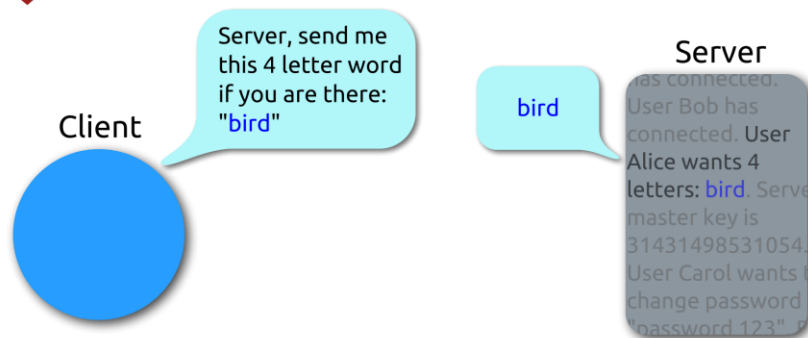 Server, send me
this 4 letter word
if you are there:
"bird"
Client
bird
Server
has connected.
User Bob has
connected. User
Alice wants 4
letters: bird. Serve
master key is
31431498531054.
User Carol wants t
change password
"password 123".